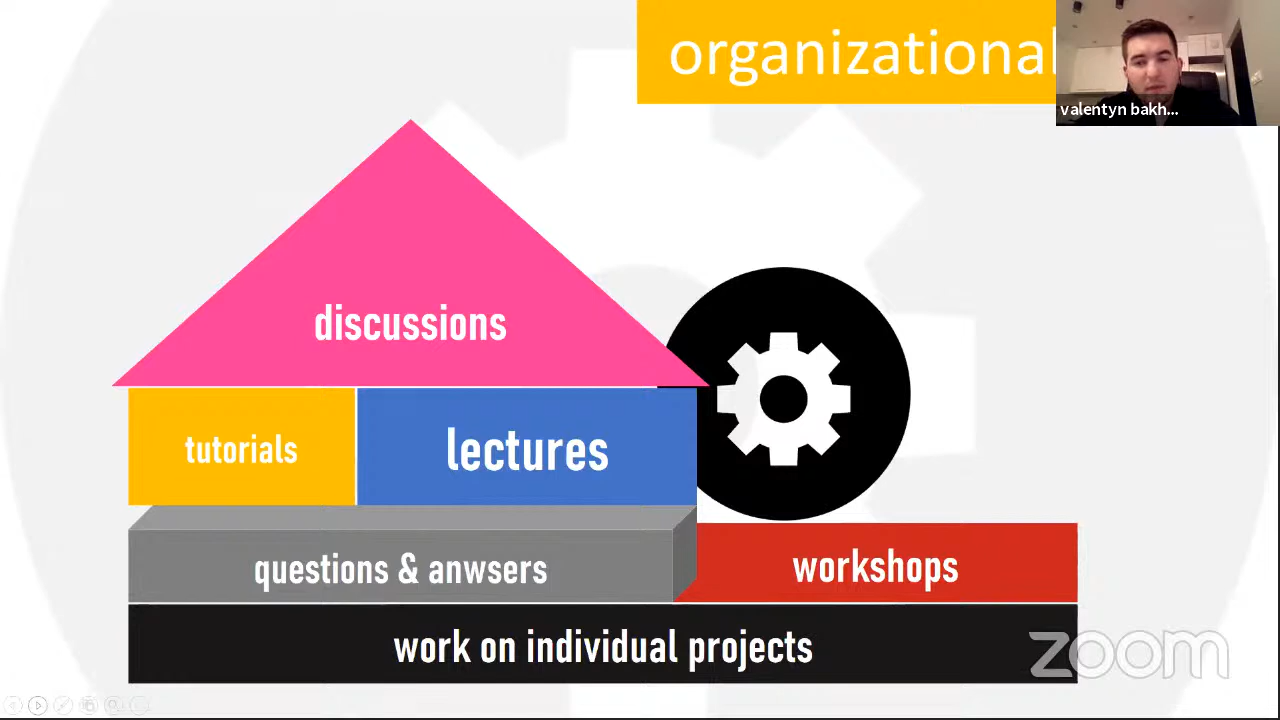 organizational
valentyn bakh...
discussions
tutorials
lectures
questions & anwsers
workshops
work on individual projects
zoom